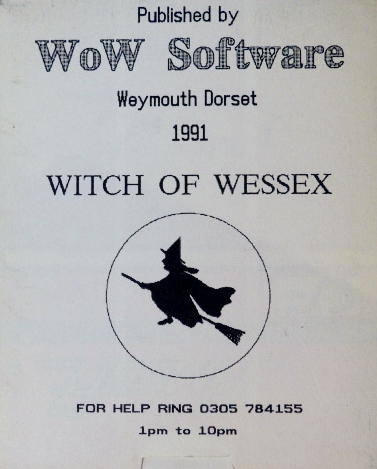 Published by
WoW Software
Weymouth Dorset
1991
WITCH OF WESSEX
FOR HELP RING 0305 784155
1pm to 10pm